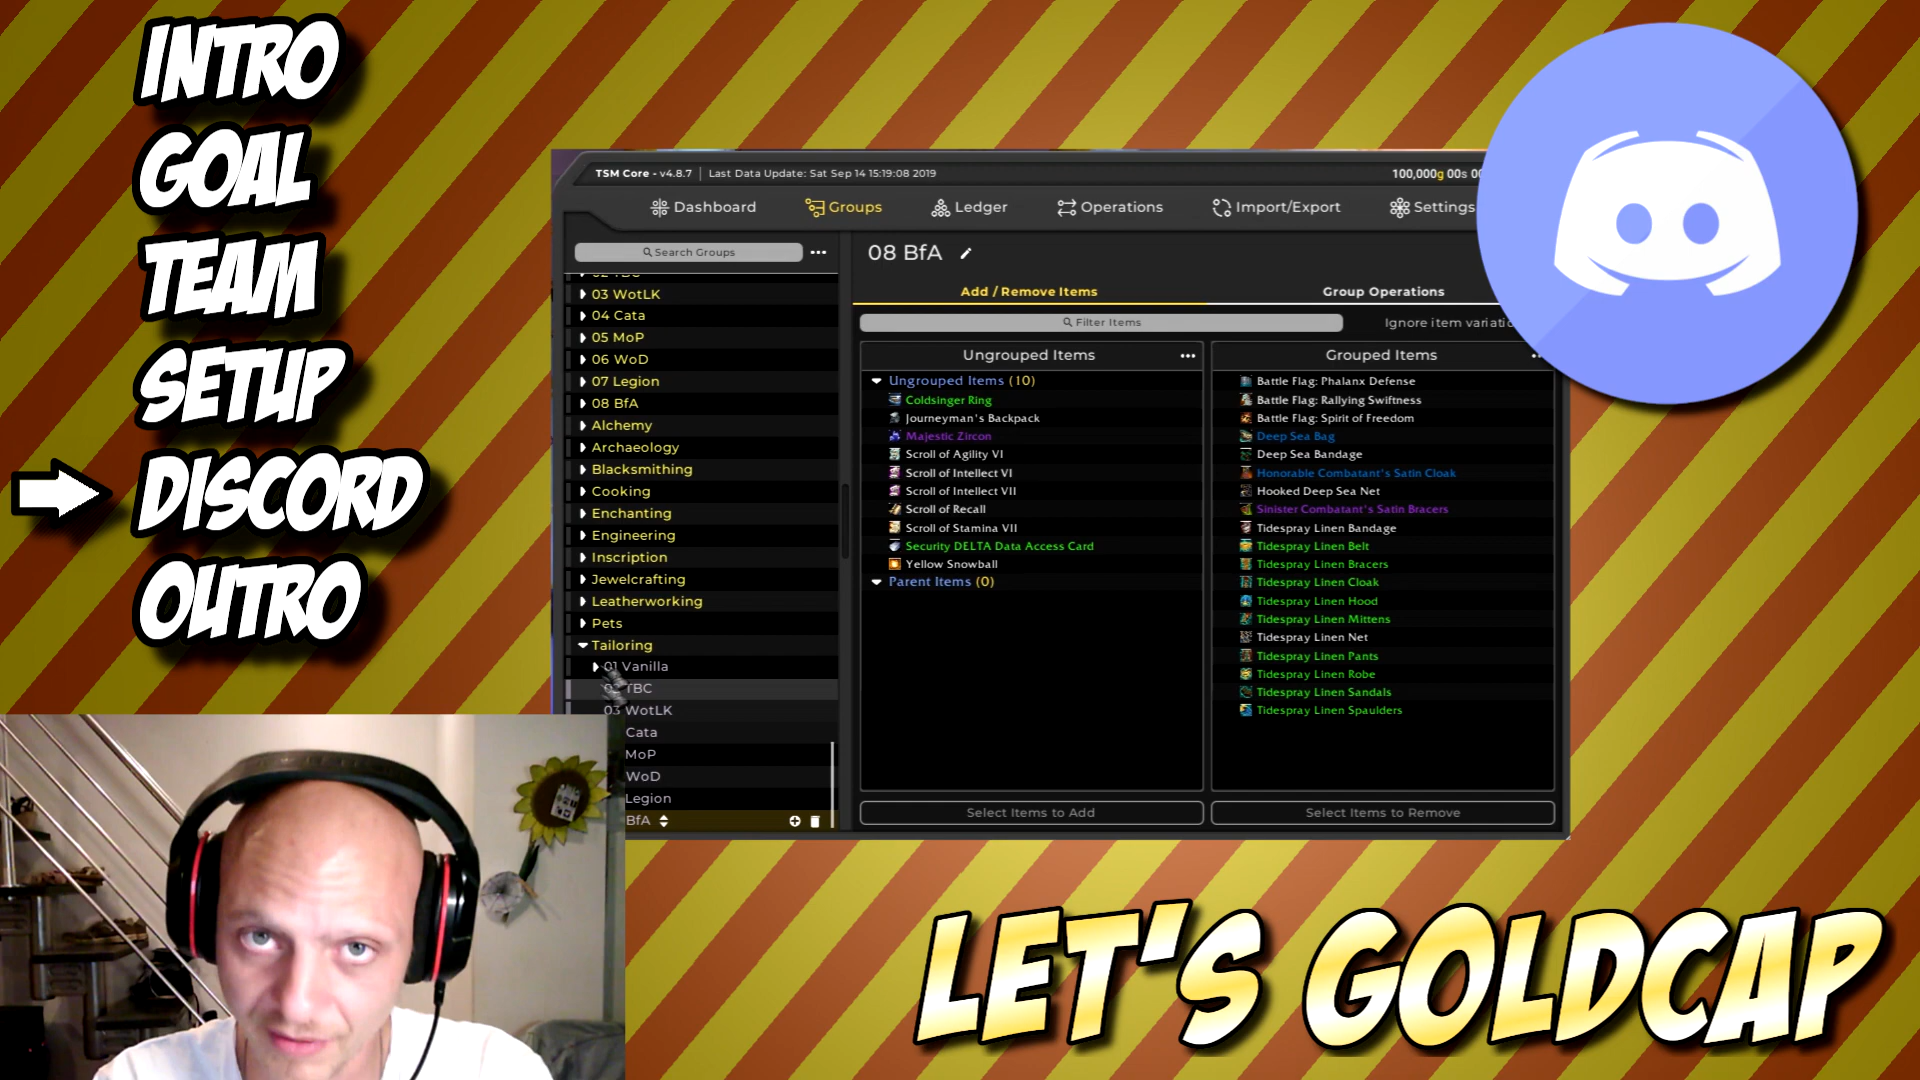 INTRO
GOAL
TEAM
SETUP
DISCORD
OUTRO
TSM Core - v4.8.7 | Last Data Update: Sat Sep 14 15:19:08 2019
100,000g 00s
Dashboard
Groups
Ledger
Operations
Import/Export
Settings
Search Groups
03 WotLK
04 Cata
05 MoP
06 WoD
07 Legion
08 BfA
Alchemy
Archaeology
Blacksmithing
Cooking
Enchanting
Engineering
Inscription
Jewelcrafting
Leatherworking
Pets
Tailoring
01 Vanilla
TBC
03 WotLK
Cata
MoP
WoD
Legion
BfA
08 BfA
Add / Remove Items
Group Operations
Filter Items
Ignore item
Ungrouped Items
Ungrouped Items (10)
Coldsinger Ring
Journeyman's Backpack
Majestic Zircon
Scroll of Agility VI
Scroll of Intellect VI
Scroll of Intellect VII
Scroll of Recall
Scroll of Stamina VII
Security DELTA Data Access Card
Yellow Snowball
Parent Items (0)
Select Items to Add
Grouped Items
Battle Flag: Phalanx Defense
Battle Flag: Rallying Swiftness
Battle Flag: Spirit of Freedom
Deep Sea Bag
Deep Sea Bandage
Honorable Combatant's Satin Cloak
Hooked Deep Sea Net
Sinister Combatant's Satin Bracers
Tidespray Linen Bandage
Tidespray Linen Belt
Tidespray Linen Bracers
Tidespray Linen Cloak
Tidespray Linen Hood
Tidespray Linen Mittens
Tidespray Linen Net
Tidespray Linen Pants
Tidespray Linen Robe
Tidespray Linen Sandals
Tidespray Linen Spaulders
Select Items to Remove
LET'S GOLDCAP